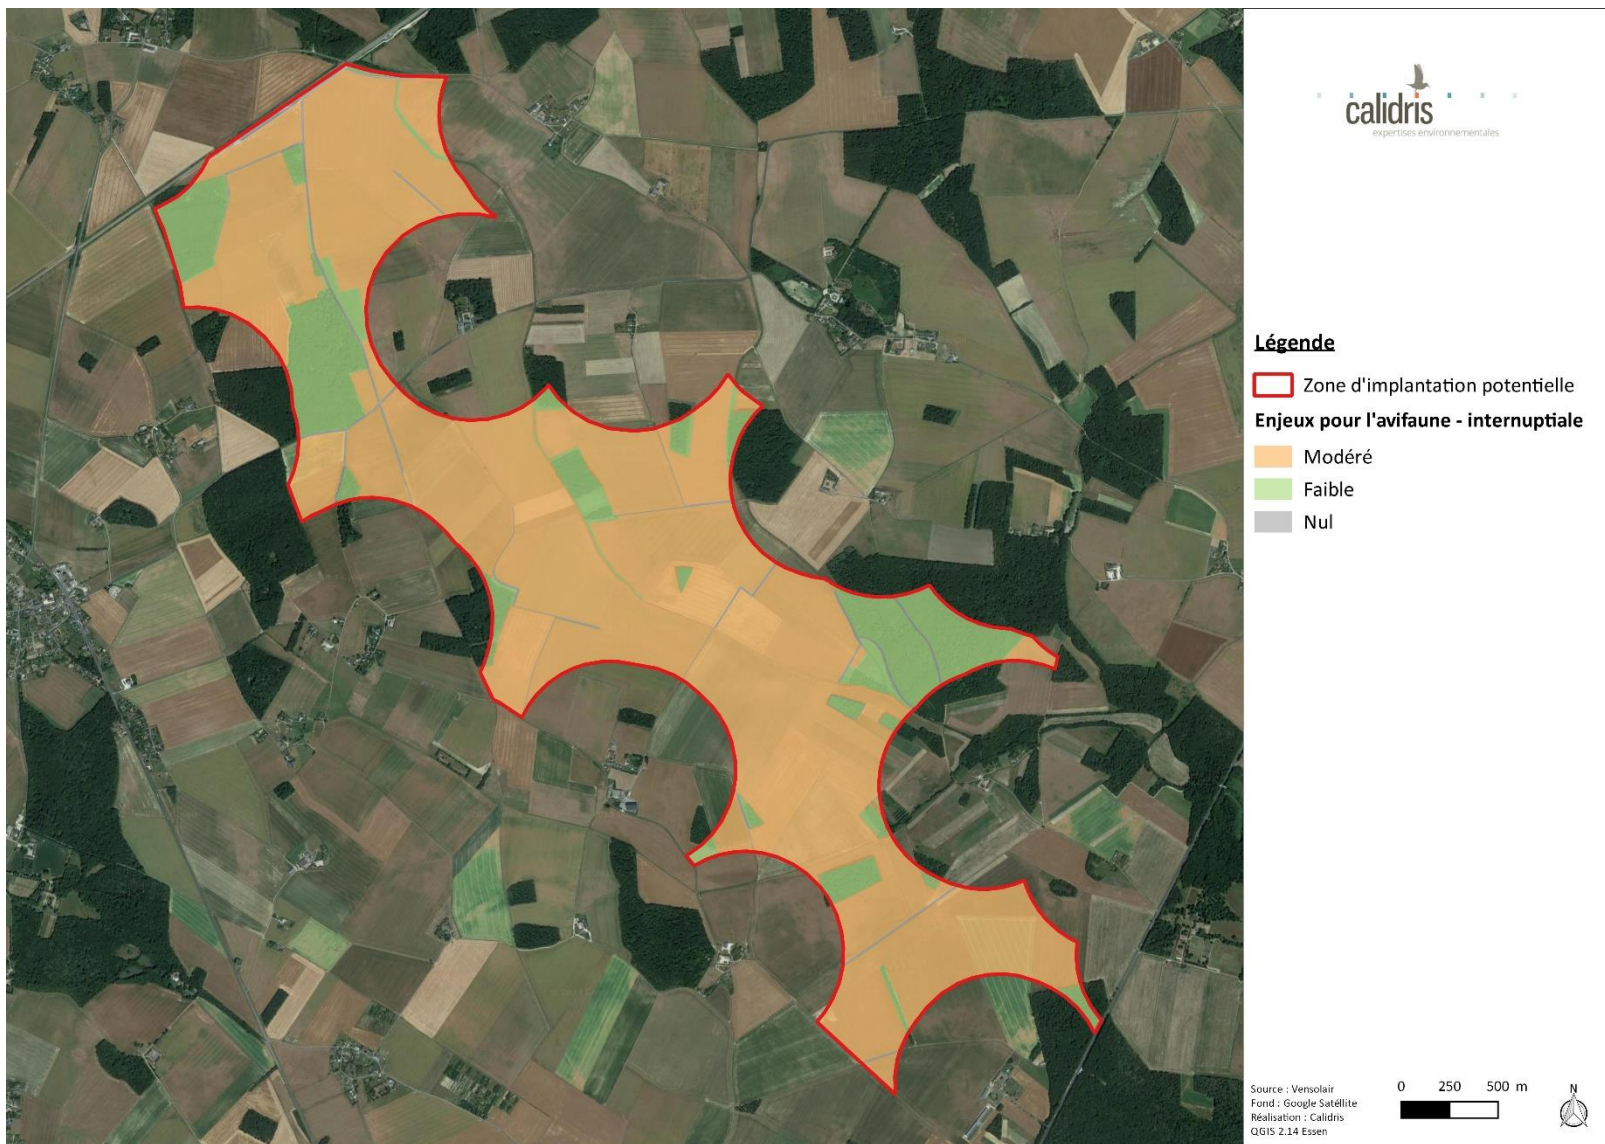 calidris
expertises environnementales
Légende
Zone d'implantation potentielle
Enjeux pour l'avifaune - internuptiale
Modéré
Faible
Nul
Source : Vensolair
Fond : Google Satéllite
Réalisation : Calidris
QGIS 2.14 Essen
0 250 500 m
N